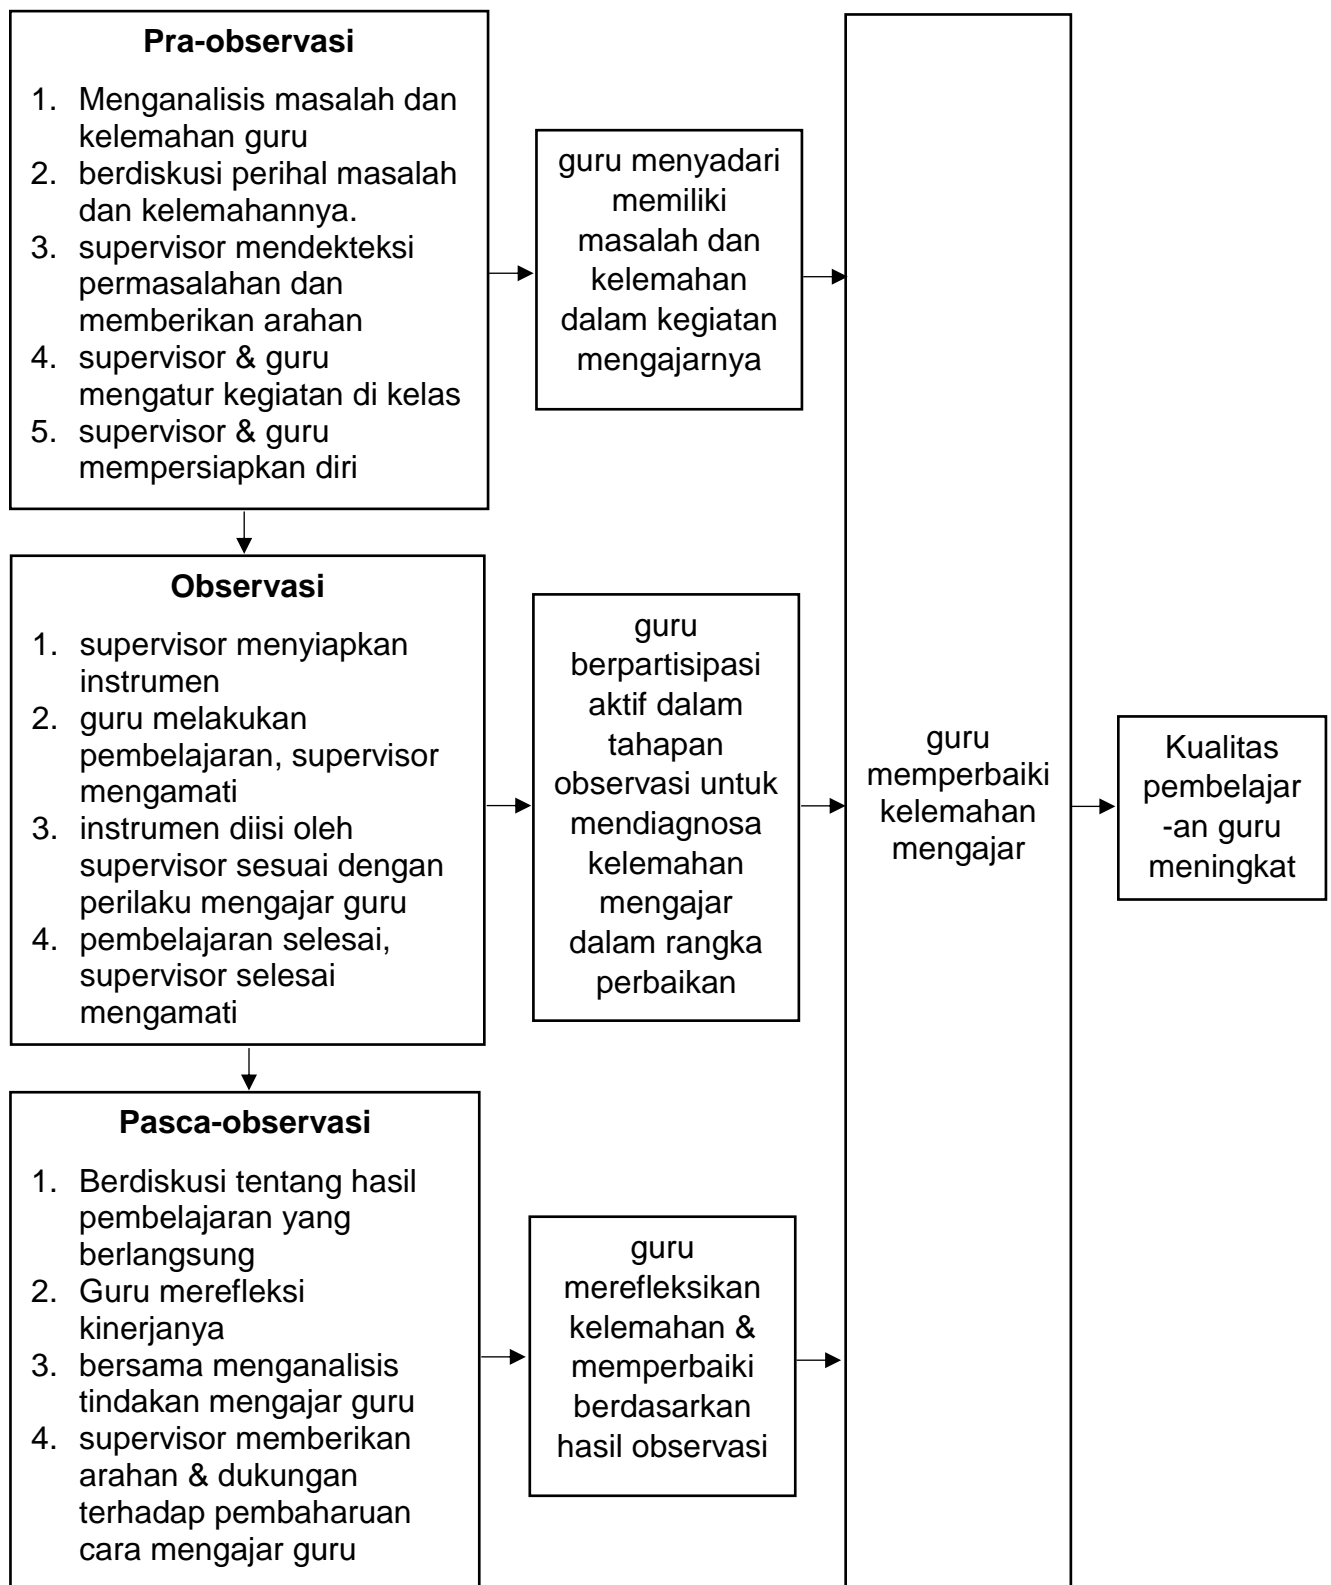 Pra-observasi
1. Menganalisis masalah dan
kelemahan guru
2. berdiskusi perihal masalah
dan kelemahannya.
3. supervisor mendekteksi
permasalahan dan
memberikan arahan
4. supervisor & guru
mengatur kegiatan di kelas
5. supervisor & guru
mempersiapkan diri
guru menyadari
memiliki
masalah dan
kelemahan
dalam kegiatan
mengajarnya
Observasi
1. supervisor menyiapkan
instrumen
2. guru melakukan
pembelajaran, supervisor
mengamati
3. instrumen diisi oleh
supervisor sesuai dengan
perilaku mengajar guru
4. pembelajaran selesai,
supervisor selesai
mengamati
guru
berpartisipasi
aktif dalam
tahapan
observasi untuk
mendiagnosa
kelemahan
mengajar
dalam rangka
perbaikan
Pasca-observasi
1. Berdiskusi tentang hasil
pembelajaran yang
berlangsung
2. Guru merefleksi
kinerjanya
3. bersama menganalisis
tindakan mengajar guru
4. supervisor memberikan
arahan & dukungan
terhadap pembaharuan
cara mengajar guru
guru
merefleksikan
kelemahan &
memperbaiki
berdasarkan
hasil observasi
guru
memperbaiki
kelemahan
mengajar
Kualitas
pembelajar
-an guru
meningkat